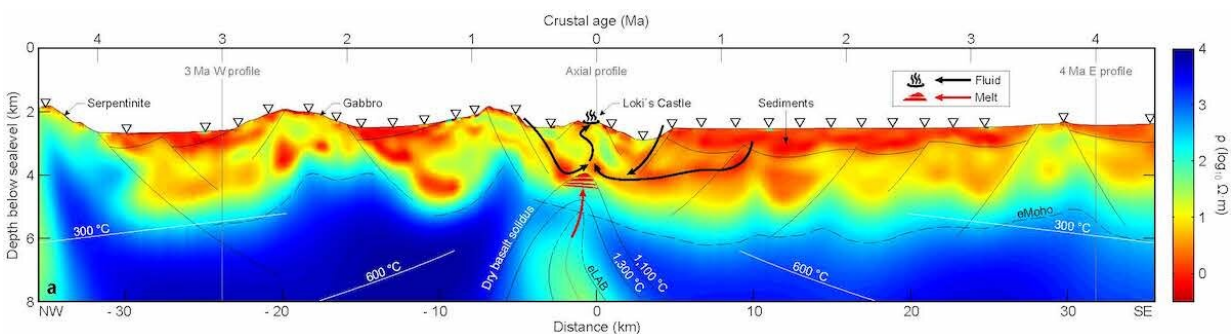 Crustal age (Ma)
4 3 2 1 0 1 2 3 4
3 Ma W profile Axial profile 4 Ma E profile
Serpentinite Gabbro Loki´s Castle Sediments
Fluid
Melt
Depth below sealevel (km)
0
2
4
6
8
300 °C
600 °C
Dry basalt solidus
eLAB
1,300 °C
1,100 °C
600 °C
eMoho
300 °C
a
NW - 30 - 20 - 10 0 10 20 30 SE
Distance (km)
4
3
2
1
0
ρ (log10 Ω m)